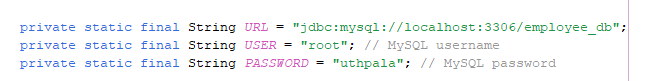 private static final String URL = "jdbc:mysql://localhost:3306/employee_db";
private static final String USER = "root"; // MySQL username
private static final String PASSWORD = "uthpala"; // MySQL password